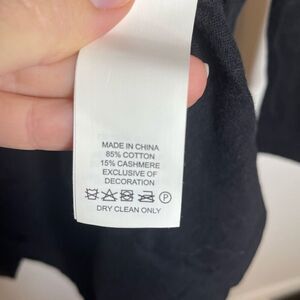 MADE IN CHINA
85% COTTON
15% CASHMERE
EXCLUSIVE OF
DECORATION
P
DRY CLEAN ONLY